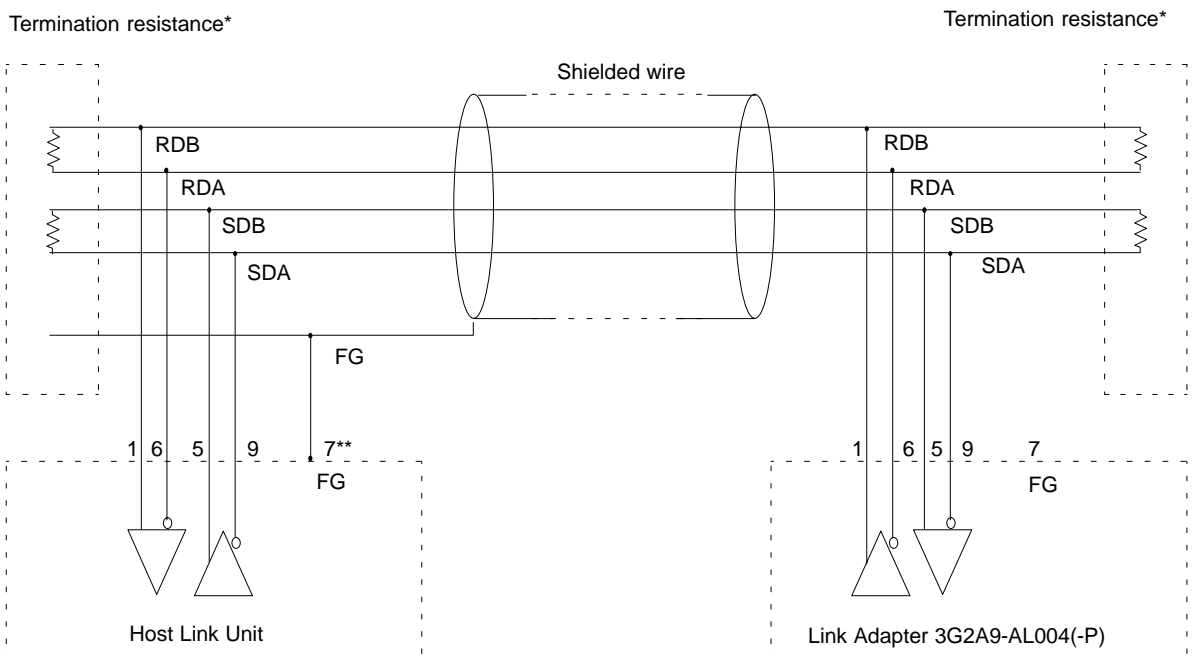 Termination resistance*
Termination resistance*
Shielded wire
RDB
RDB
RDA
RDA
SDB
SDB
SDA
SDA
FG
1 6 5 9 7**
1 6 5 9 7
FG
FG
Host Link Unit
Link Adapter 3G2A9-AL004(-P)